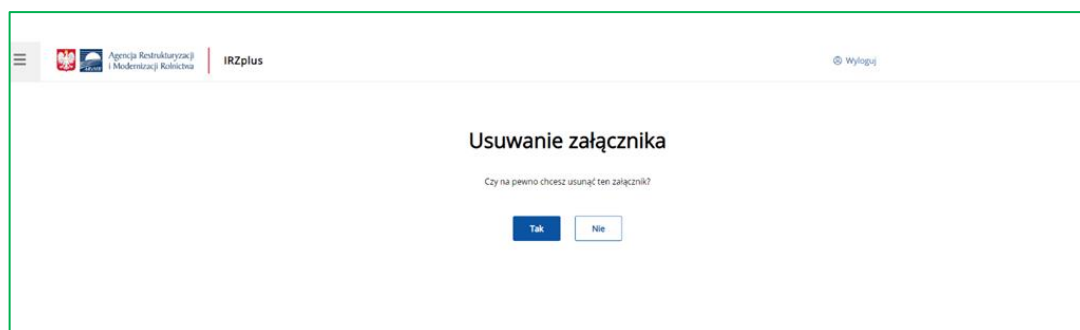 Agencja Restrukturyzacji
i Modernizacji Rolnictwa
IRZplus
Wyloguj
Usuwanie załącznika
Czy na pewno chcesz usunąć ten załącznik?
Tak
Nie